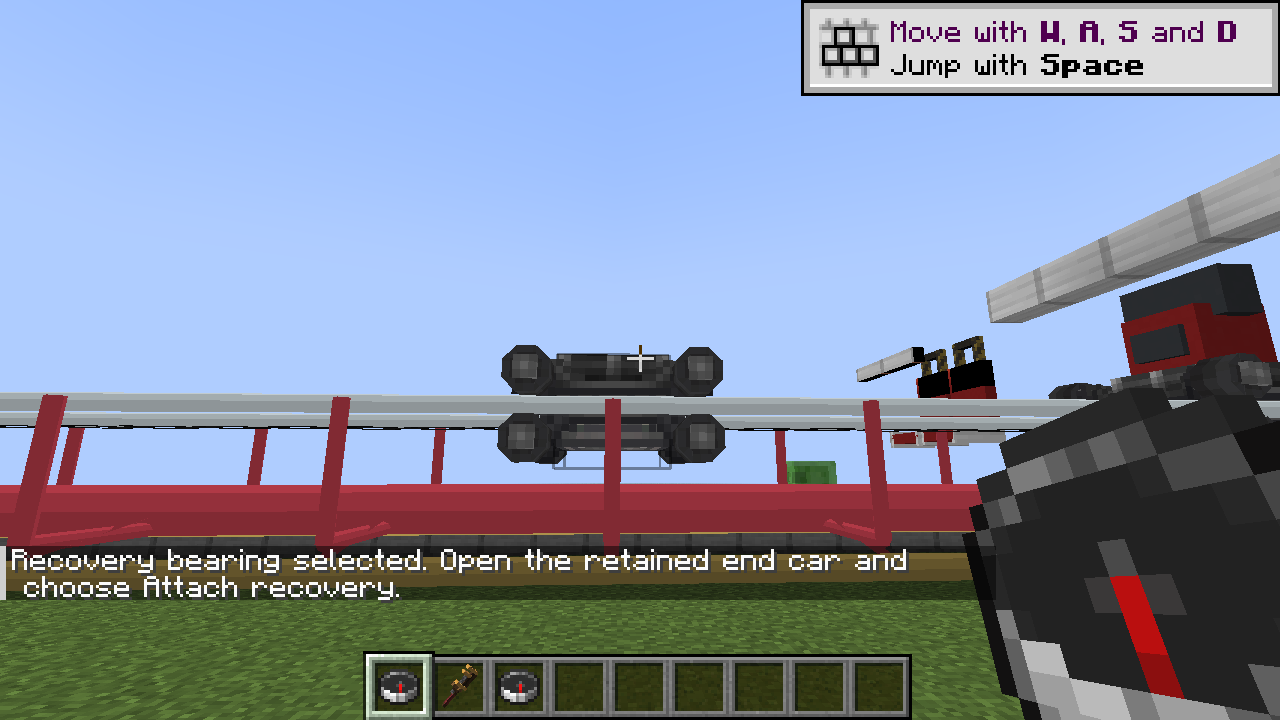 Move with W, A, S and D
Jump with Space
Recovery bearing selected. Open the retained end car and
choose Attach recovery.